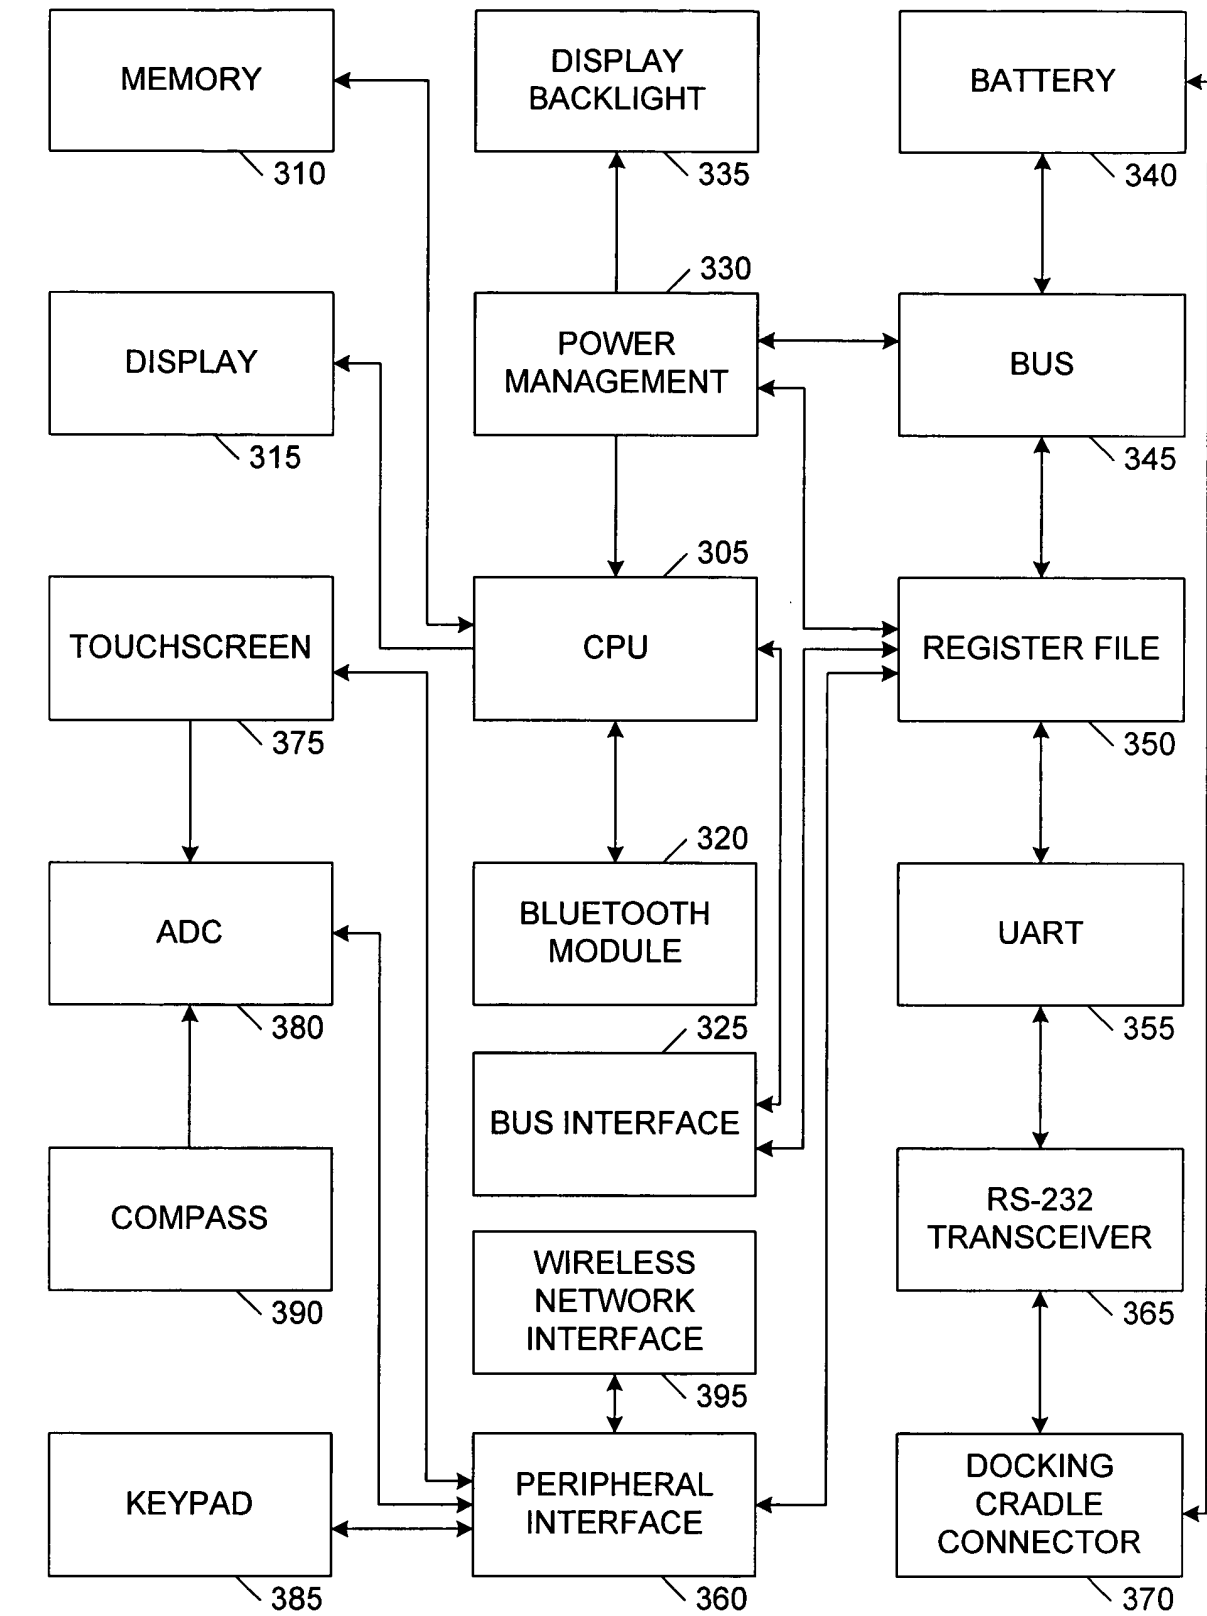 MEMORY
310
DISPLAY
BACKLIGHT
335
BATTERY
340
DISPLAY
315
330
POWER
MANAGEMENT
BUS
345
TOUCHSCREEN
375
305
CPU
REGISTER FILE
350
ADC
380
320
BLUETOOTH
MODULE
UART
355
325
BUS INTERFACE
COMPASS
390
RS-232
TRANSCEIVER
365
WIRELESS
NETWORK
INTERFACE
395
KEYPAD
385
PERIPHERAL
INTERFACE
360
DOCKING
CRADLE
CONNECTOR
370